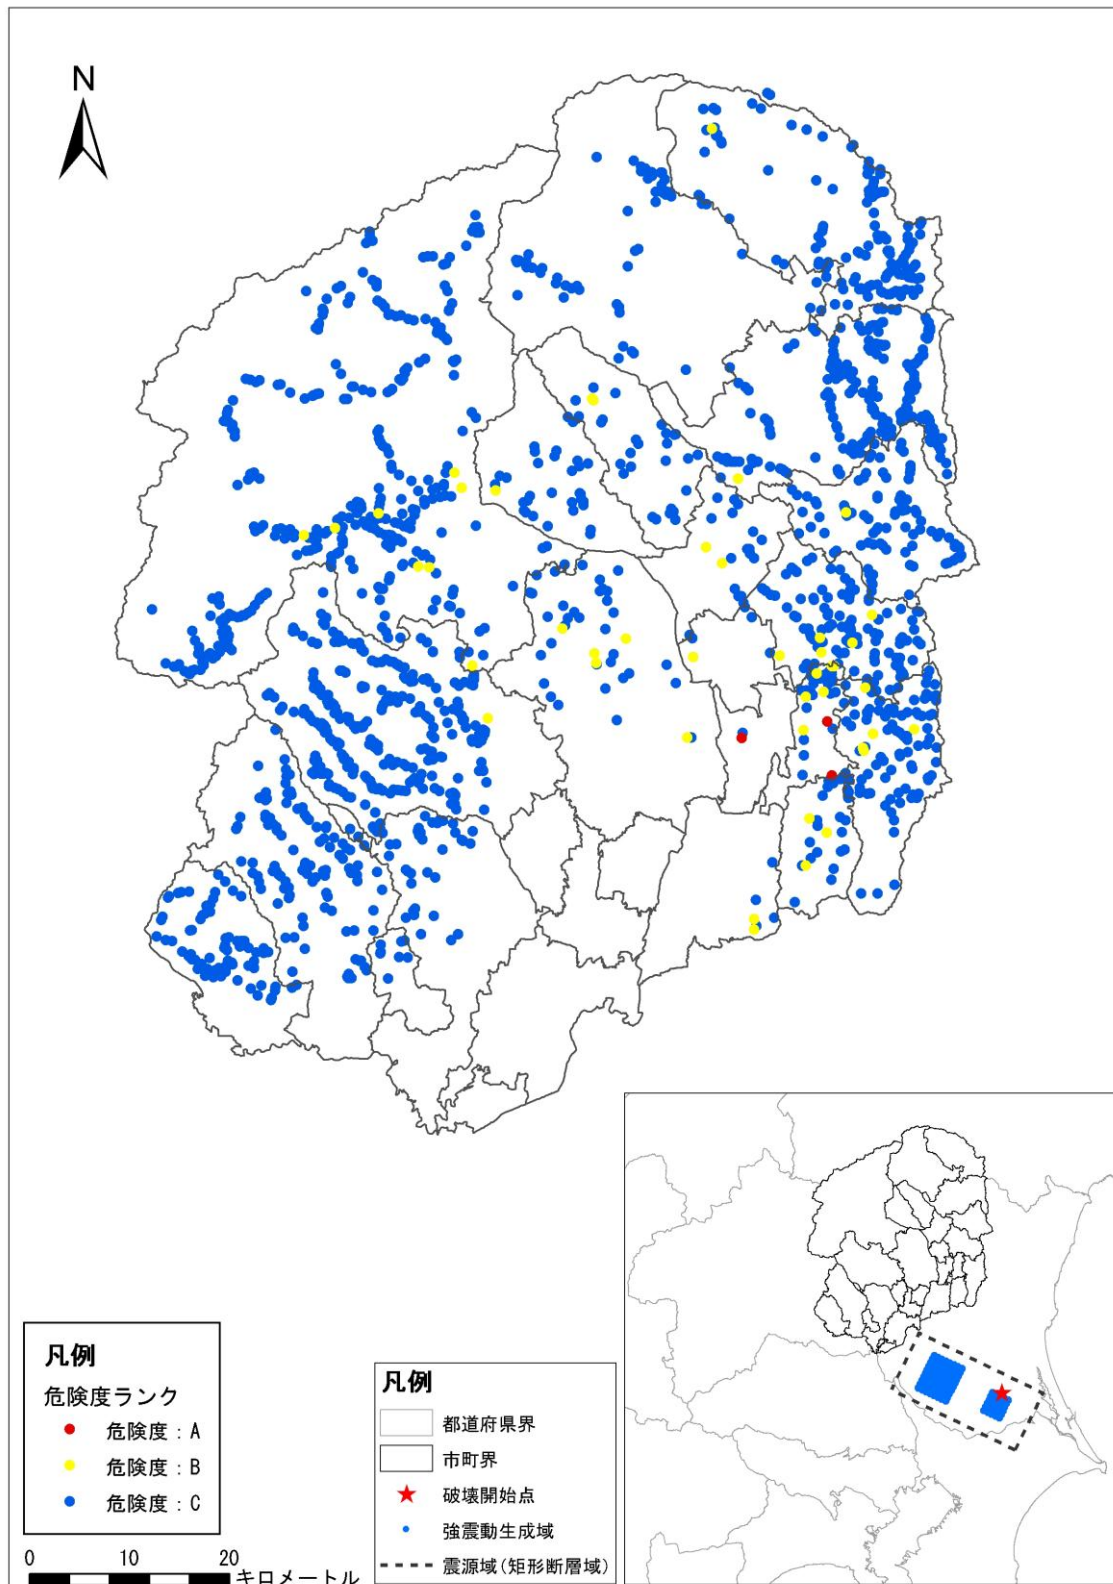 N
凡例
危険度ランク
危険度：A
危険度：B
危険度：C
0 10 20
キロメートル
凡例
都道府県界
市町界
破壊開始点
強震動生成域
震源域(矩形断層域)